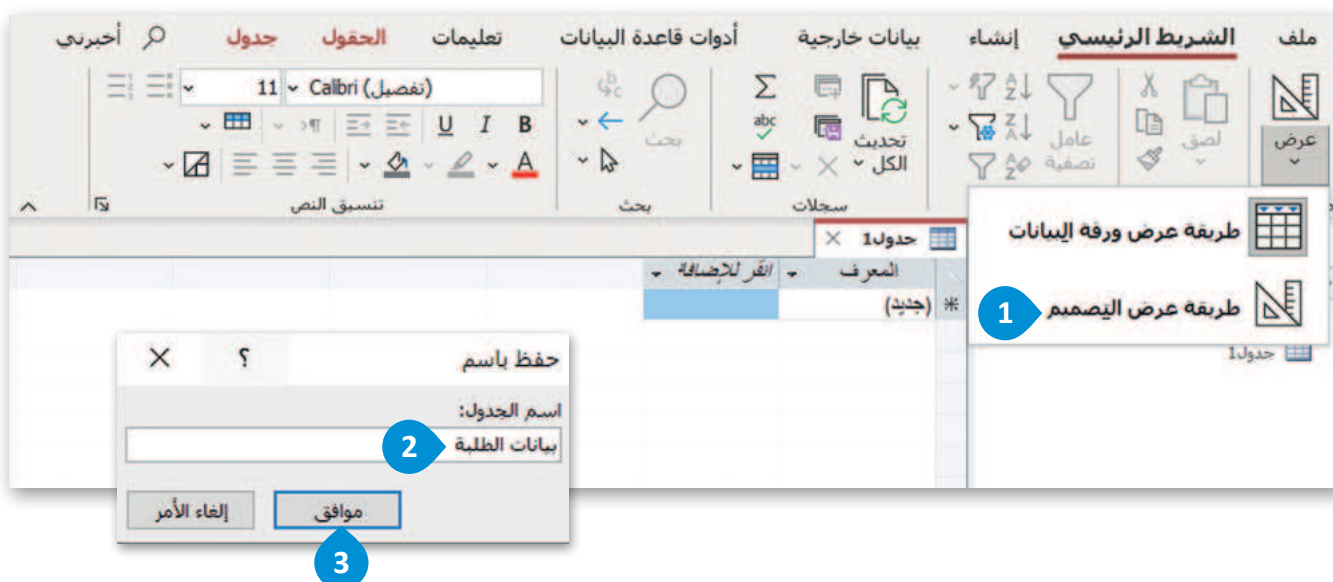 ملف الشريط الرئيسي إنشاء بيانات خارجية أدوات قاعدة البيانات تعليمات الحقول جدول أخبرني
عرض
لصق
عامل تصفية
تحديث الكل
سجلات
abc
بحث
بحث
Calibri (تفصيل) 11
B I U
A
تنسيق النص
طريقة عرض ورقة البيانات
طريقة عرض التصميم 1
جدول1
جدول1
المعرف انقر للإضافة
(جديد)
حفظ باسم ؟
اسم الجدول:
بيانات الطلبة 2
موافق إلغاء الأمر
3